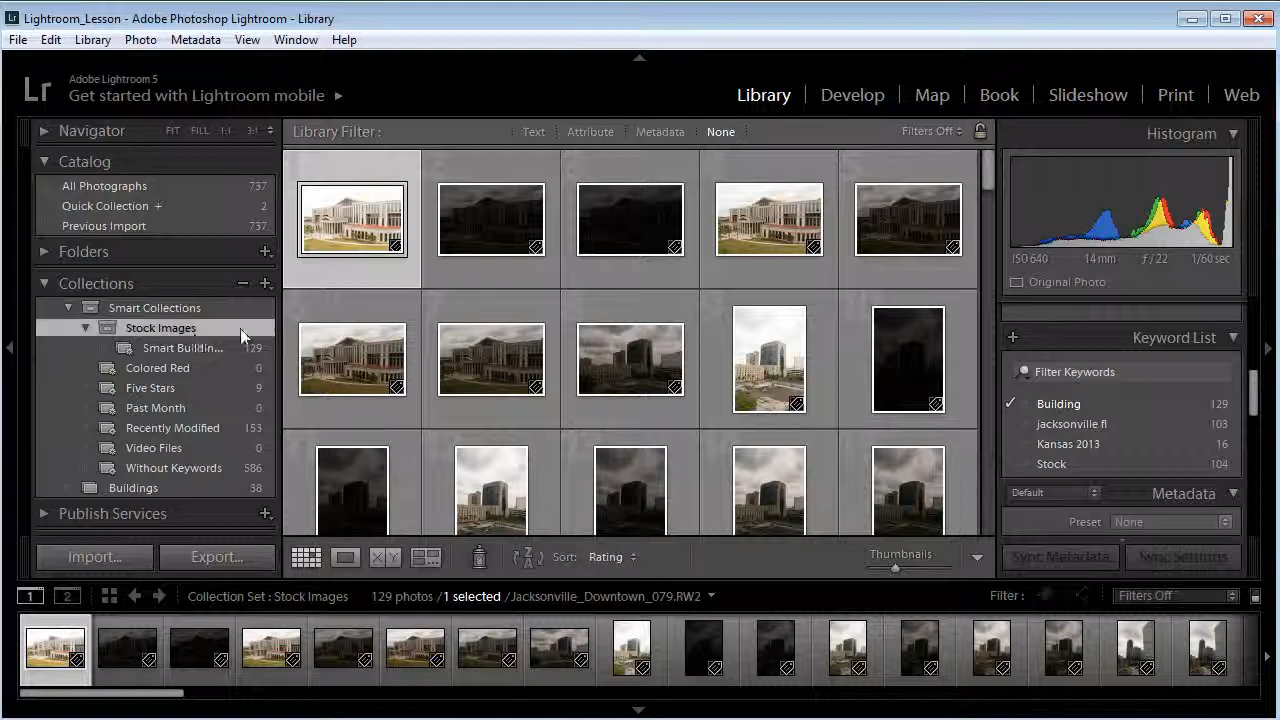 Lightroom_Lesson - Adobe Photoshop Lightroom - Library
File Edit Library Photo Metadata View Window Help
Lr
Adobe Lightroom 5
Get started with Lightroom mobile
Library Develop Map Book Slideshow Print Web
Navigator FIT FILL 1:1 3:1
Catalog
All Photographs 737
Quick Collection + 2
Previous Import 737
Folders
Collections
Smart Collections
Stock Images
Smart Buildin... 129
Colored Red 0
Five Stars 9
Past Month 0
Recently Modified 153
Video Files 0
Without Keywords 586
Buildings 38
Publish Services
Import... Export...
Library Filter : Text Attribute Metadata None Filters Off
Sort: Rating Thumbnails
Histogram
ISO 640 14 mm ƒ / 22 1/60 sec
Original Photo
Keyword List
Filter Keywords
Building 129
jacksonville fl 103
Kansas 2013 16
Stock 104
Default Metadata
Preset None
Sync Metadata Sync Settings
1 2 Collection Set : Stock Images 129 photos / 1 selected / Jacksonville_Downtown_079.RW2 Filter : Filters Off